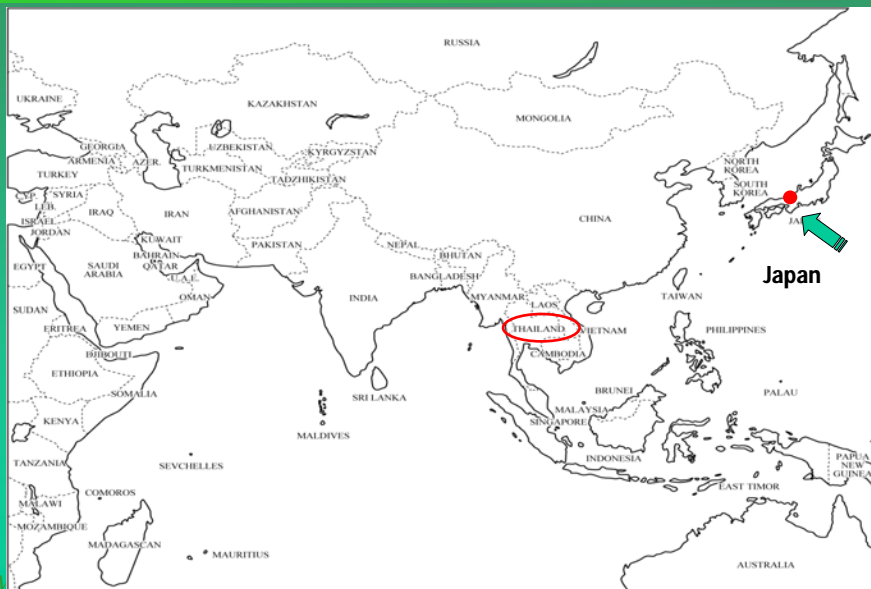 RUSSIA
UKRAINE
KAZAKHSTAN
MONGOLIA
GEORGIA
UZBEKISTAN
ARMENIA
AZER.
KYRGYZSTAN
TURKEY
TURKMENISTAN
TADZHIKISTAN
NORTH
KOREA
CYP.
SYRIA
SOUTH
KOREA
LEB.
IRAQ
IRAN
AFGHANISTAN
CHINA
ISRAEL
JORDAN
KUWAIT
PAKISTAN
NEPAL
BHUTAN
BAHRAIN
EGYPT
SAUDI
ARABIA
QATAR
U.A.E.
BANGLADESH
Japan
INDIA
MYANMAR
LAOS
TAIWAN
OMAN
SUDAN
ERITREA
YEMEN
THAILAND
VIETNAM
PHILIPPINES
DJIBOUTI
CAMBODIA
ETHIOPIA
SOMALIA
SRI LANKA
BRUNEI
PALAU
KENYA
MALDIVES
MALAYSIA
SINGAPORE
INDONESIA
PAPUA
NEW
GUINEA
TANZANIA
SEVCHELLES
EAST TIMOR
COMOROS
MALAWI
MOZAMBIQUE
MADAGASCAN
MAURITIUS
AUSTRALIA